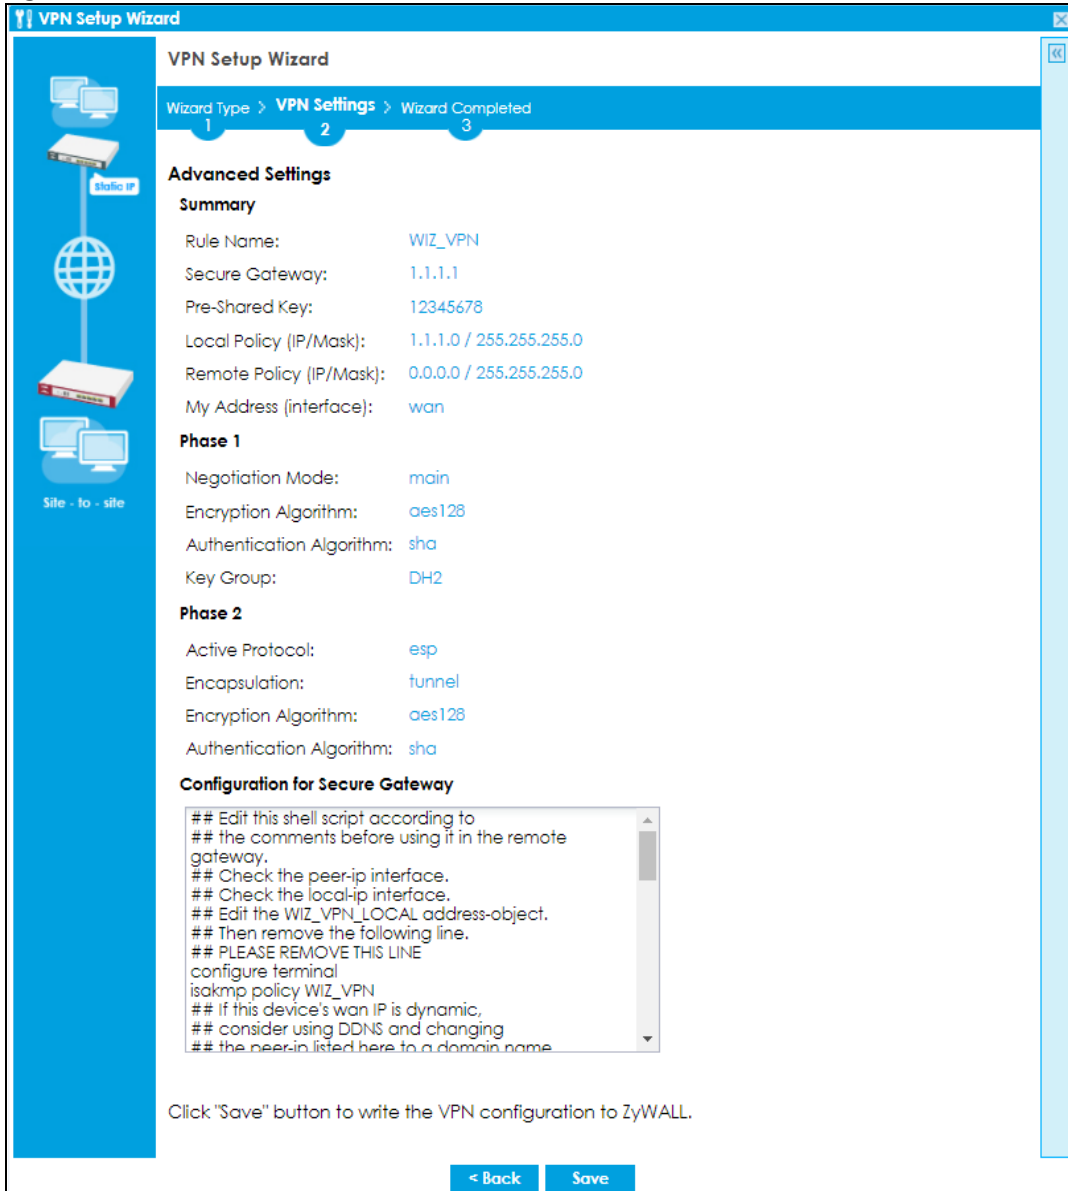 VPN Setup Wizard
VPN Setup Wizard
Wizard Type > VPN Settings > Wizard Completed
1 2 3
Static IP
Site - to - site
Advanced Settings
Summary
Rule Name: WIZ_VPN
Secure Gateway: 1.1.1.1
Pre-Shared Key: 12345678
Local Policy (IP/Mask): 1.1.1.0 / 255.255.255.0
Remote Policy (IP/Mask): 0.0.0.0 / 255.255.255.0
My Address (interface): wan
Phase 1
Negotiation Mode: main
Encryption Algorithm: aes128
Authentication Algorithm: sha
Key Group: DH2
Phase 2
Active Protocol: esp
Encapsulation: tunnel
Encryption Algorithm: aes128
Authentication Algorithm: sha
Configuration for Secure Gateway
## Edit this shell script according to
## the comments before using it in the remote
gateway.
## Check the peer-ip interface.
## Check the local-ip interface.
## Edit the WIZ_VPN_LOCAL address-object.
## Then remove the following line.
## PLEASE REMOVE THIS LINE
configure terminal
isakmp policy WIZ_VPN
## If this device's wan IP is dynamic,
## consider using DDNS and changing
## the peer-ip listed here to a domain name
Click "Save" button to write the VPN configuration to ZyWALL.
< Back Save